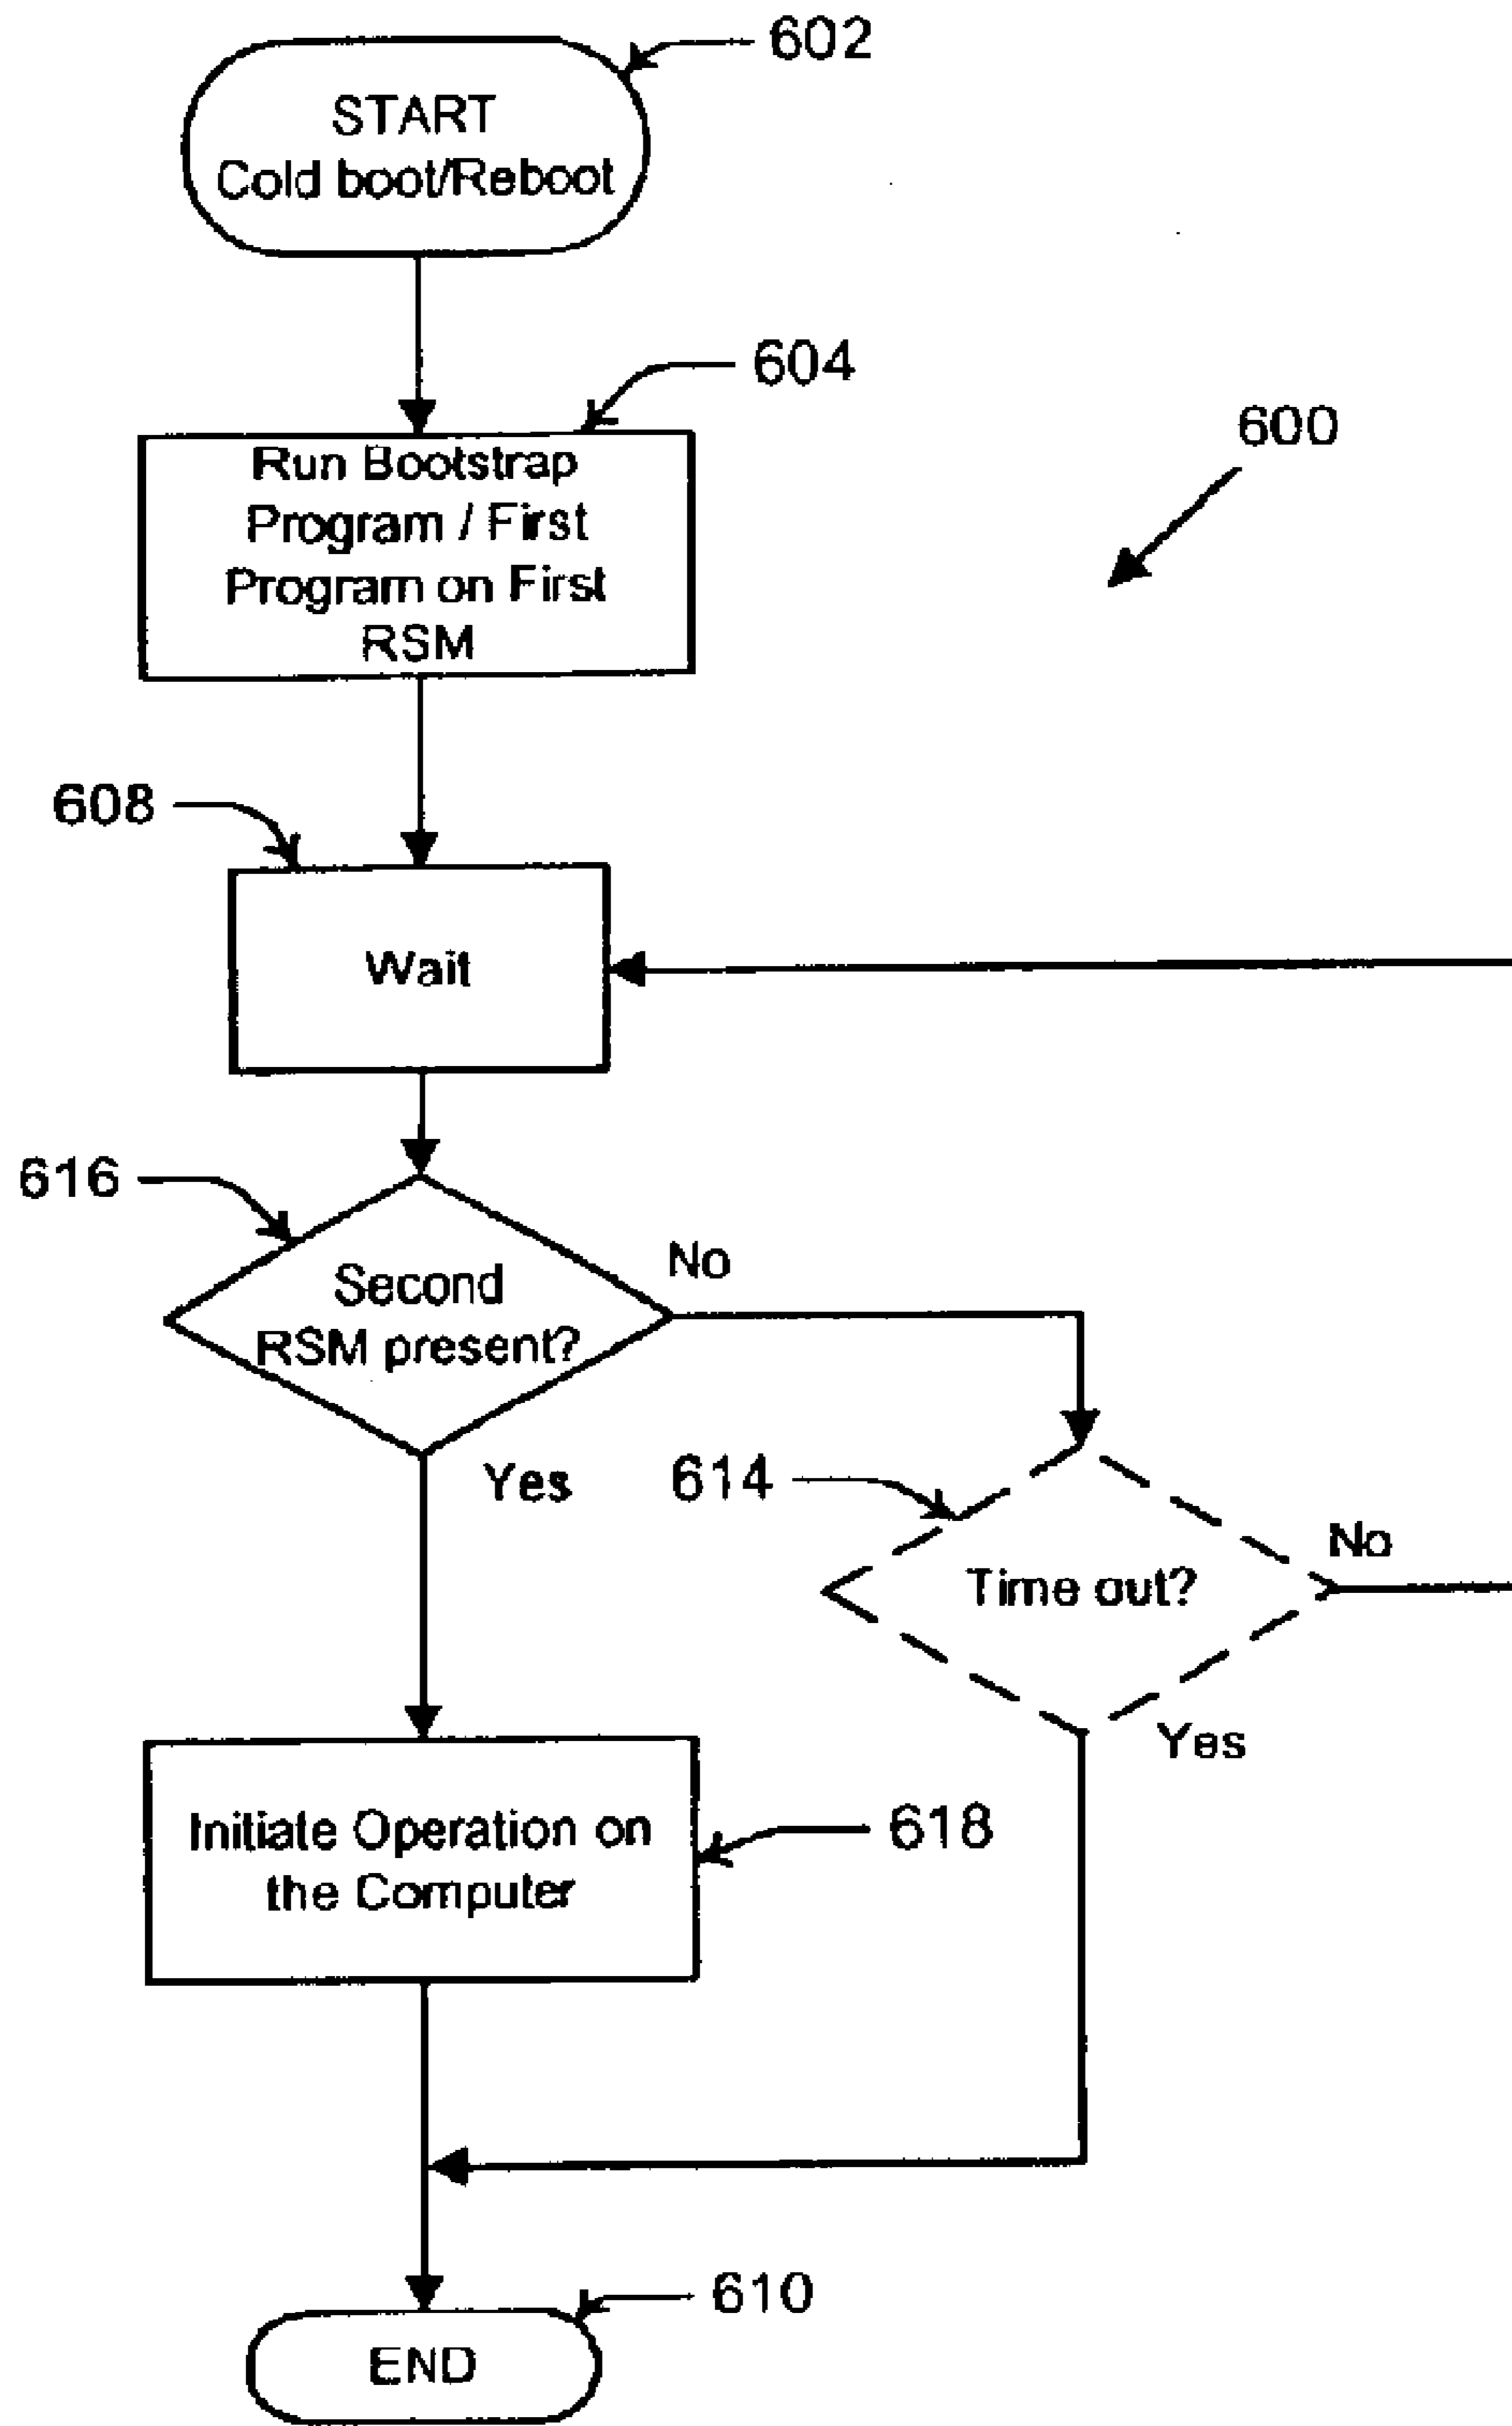 602
START
Cold boot/Reboot
604
Run Bootstrap
Program / First
Program on First
RSM
600
608
Wait
616
Second
RSM present?
No
Yes
614
Time out?
No
Yes
Initiate Operation on
the Computer
618
610
END